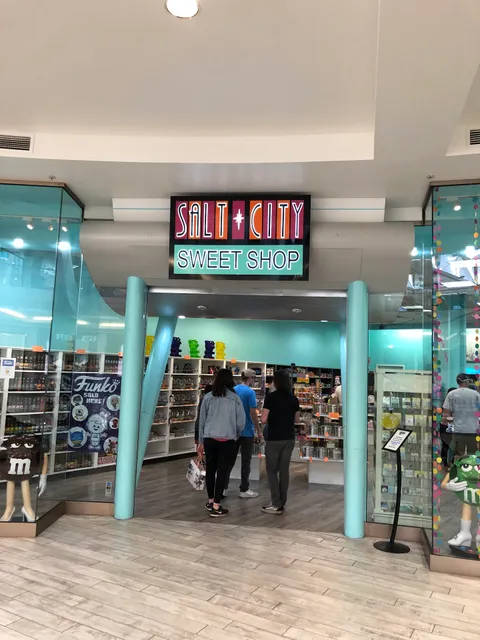 SALT CITY
SWEET SHOP
Funko
SOLD
HERE!
m
m